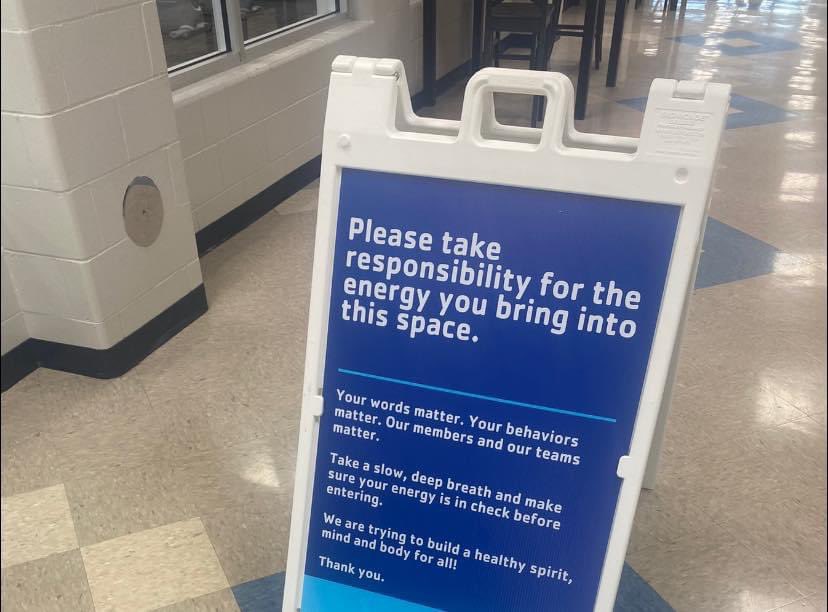 Please take
responsibility for the
energy you bring into
this space.
Your words matter. Your behaviors
matter. Our members and our teams
matter.
Take a slow, deep breath and make
sure your energy is in check before
entering.
We are trying to build a healthy spirit,
mind and body for all!
Thank you.